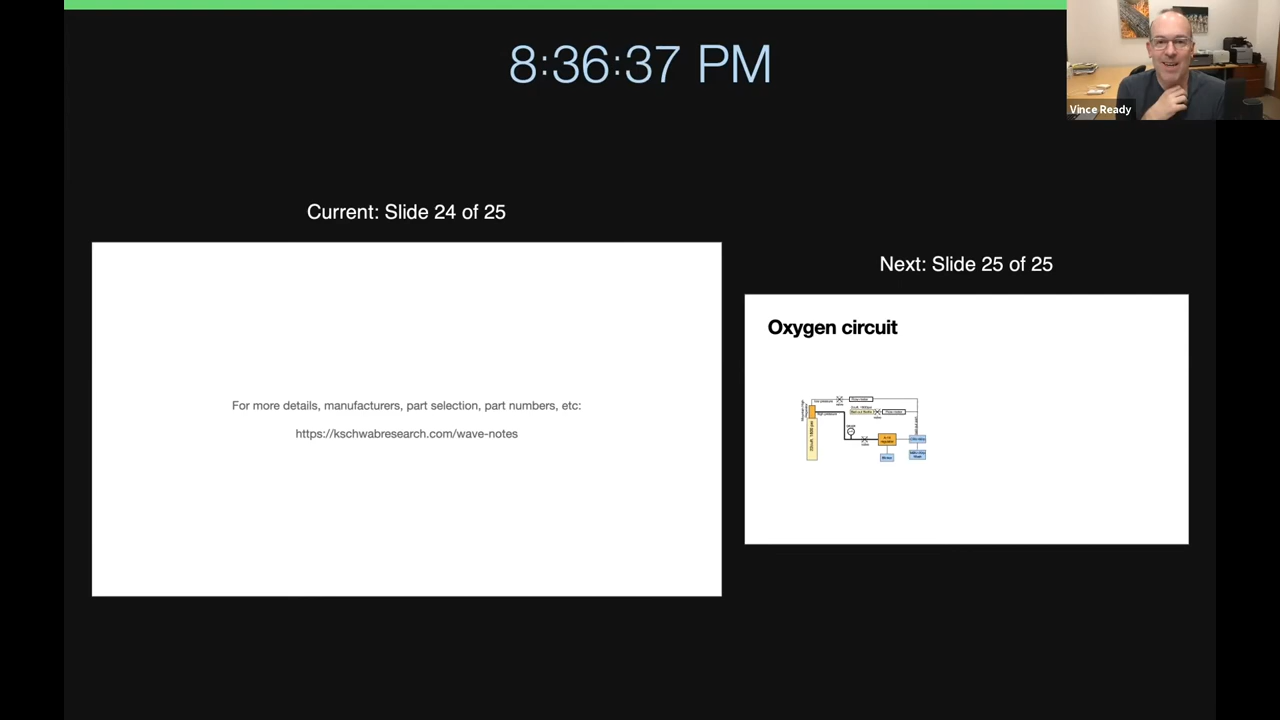 8:36:37 PM
Vince Ready
Current: Slide 24 of 25
Next: Slide 25 of 25
For more details, manufacturers, part selection, part numbers, etc:
https://kschwabresearch.com/wave-notes
Oxygen circuit